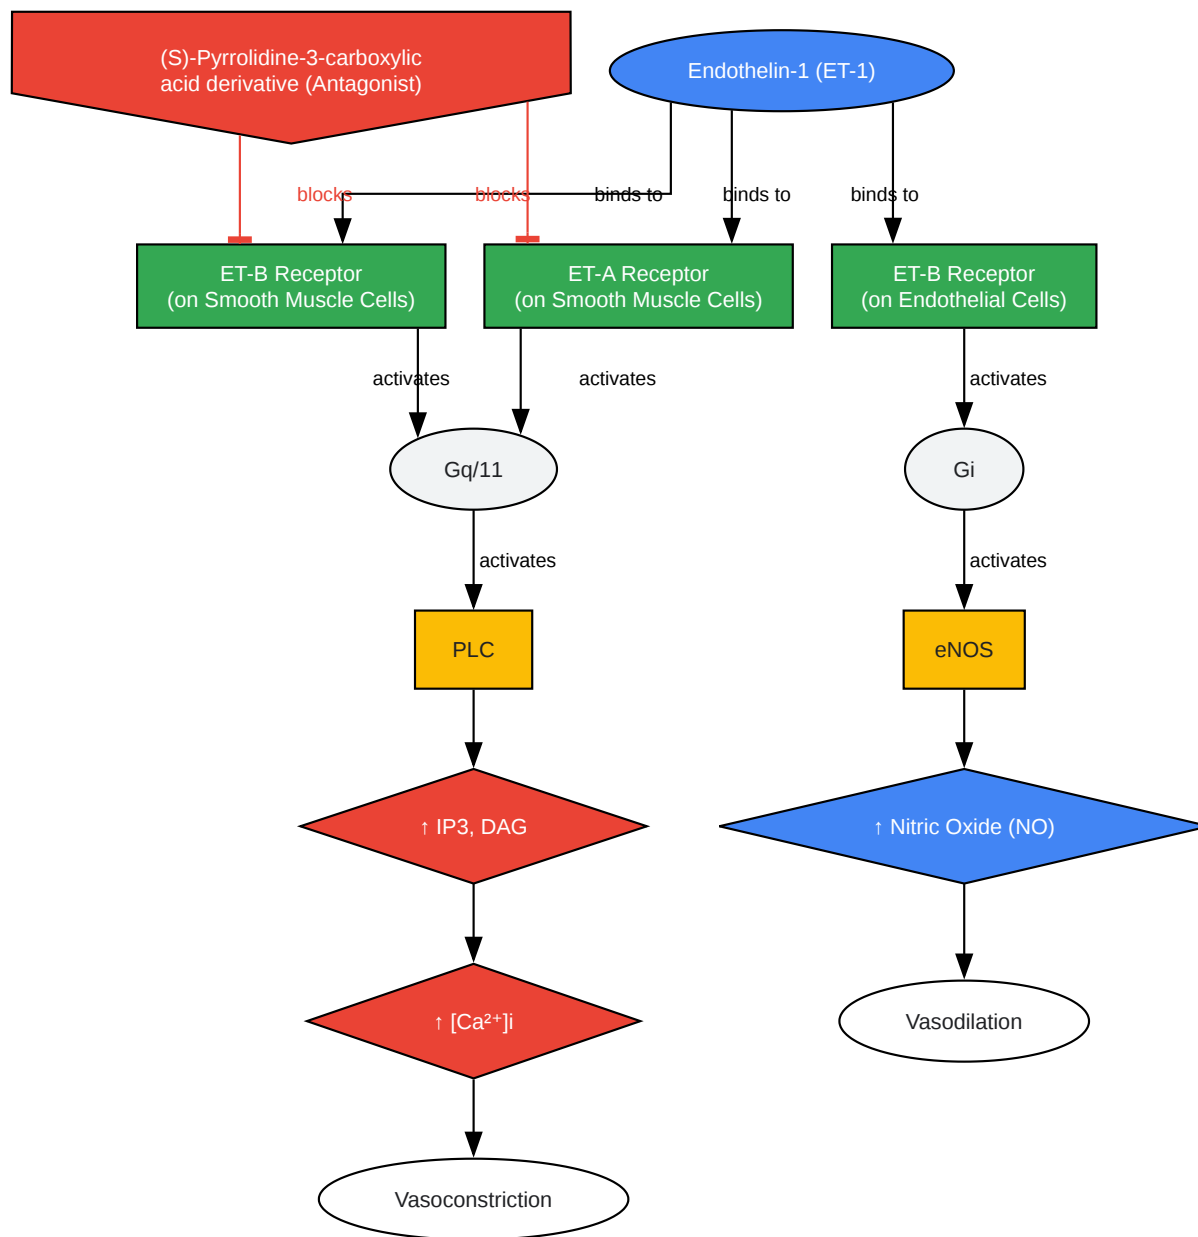 (S)-Pyrrolidine-3-carboxylic
acid derivative (Antagonist)
Endothelin-1 (ET-1)
blocks
blocks
binds to
binds to
binds to
ET-B Receptor
(on Smooth Muscle Cells)
ET-A Receptor
(on Smooth Muscle Cells)
ET-B Receptor
(on Endothelial Cells)
activates
activates
activates
Gq/11
Gi
activates
activates
PLC
eNOS
↑ IP3, DAG
↑ Nitric Oxide (NO)
↑ [Ca²⁺]i
Vasodilation
Vasoconstriction